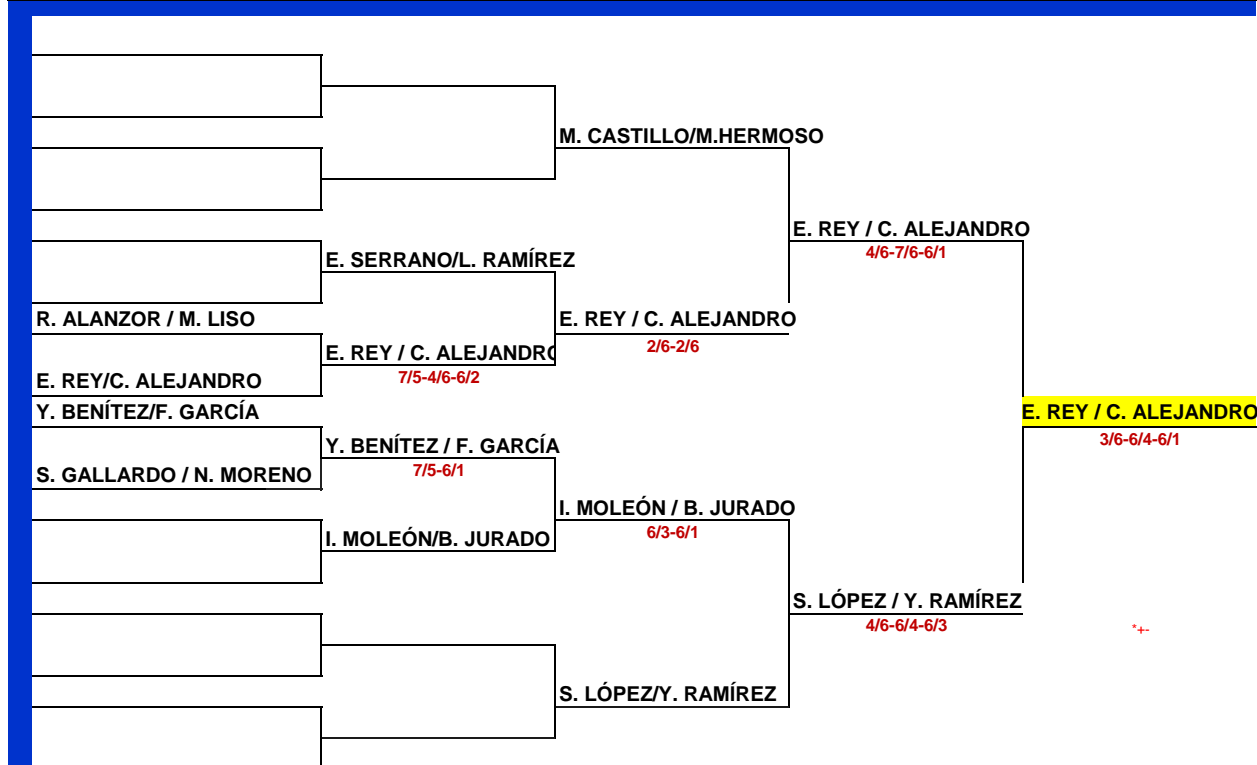 M. CASTILLO/M.HERMOSO
E. REY / C. ALEJANDRO
4/6-7/6-6/1
E. SERRANO/L. RAMÍREZ
R. ALANZOR / M. LISO
E. REY / C. ALEJANDRO
2/6-2/6
E. REY / C. ALEJANDRO
7/5-4/6-6/2
E. REY/C. ALEJANDRO
Y. BENÍTEZ/F. GARCÍA
E. REY / C. ALEJANDRO
3/6-6/4-6/1
Y. BENÍTEZ / F. GARCÍA
7/5-6/1
S. GALLARDO / N. MORENO
I. MOLEÓN / B. JURADO
6/3-6/1
I. MOLEÓN/B. JURADO
S. LÓPEZ / Y. RAMÍREZ
4/6-6/4-6/3
*+-
S. LÓPEZ/Y. RAMÍREZ